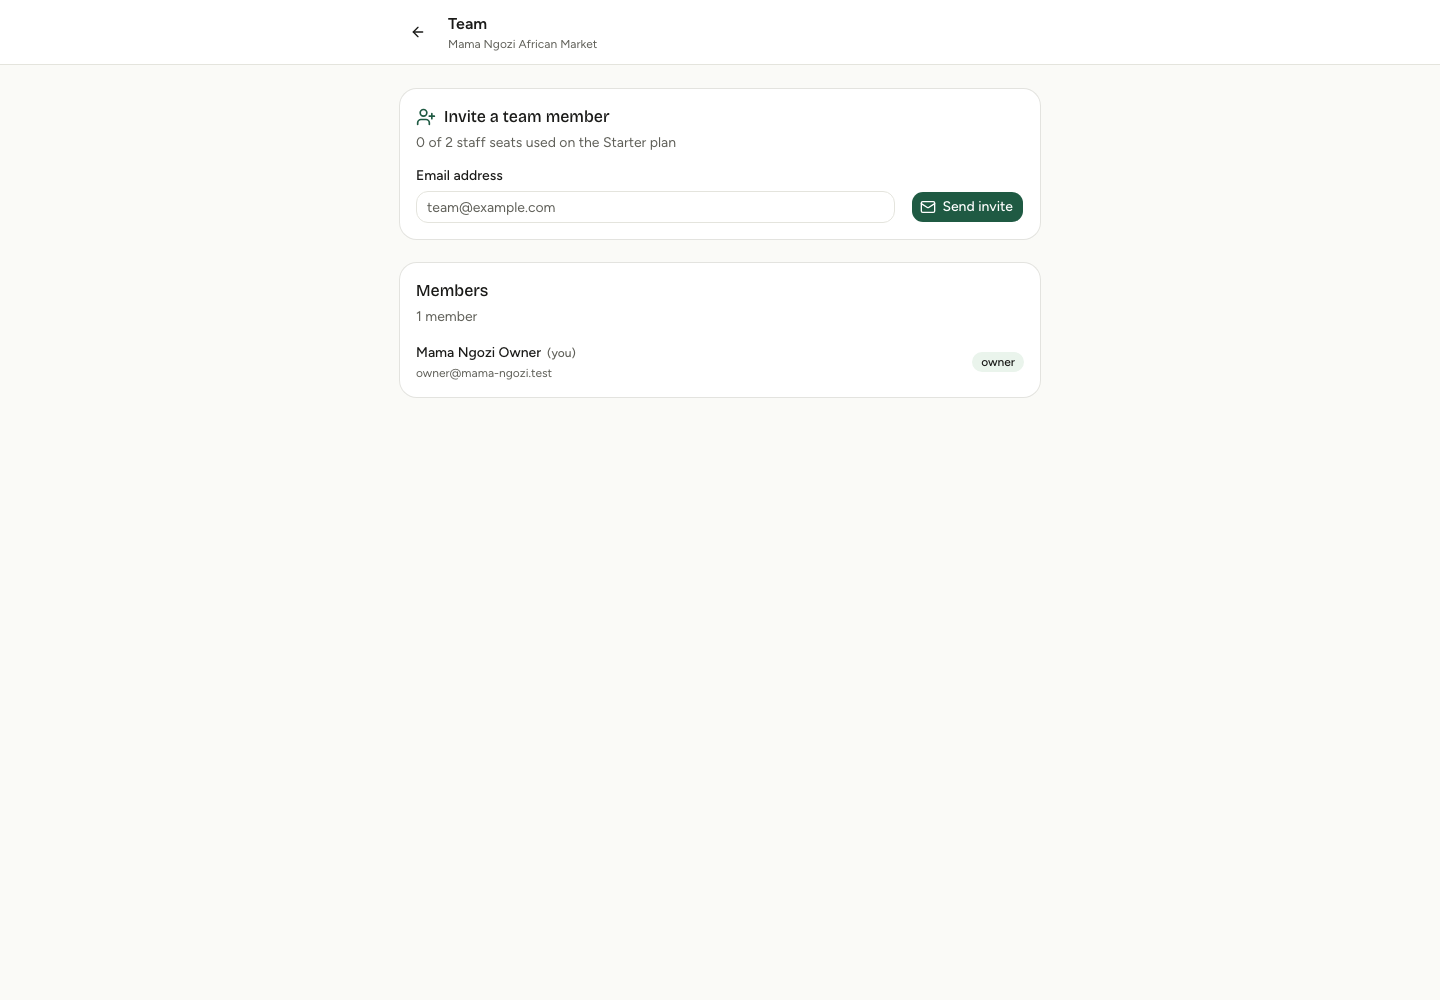 Team
Mama Ngozi African Market
Invite a team member
0 of 2 staff seats used on the Starter plan
Email address
team@example.com
Send invite
Members
1 member
Mama Ngozi Owner (you)
owner@mama-ngozi.test
owner